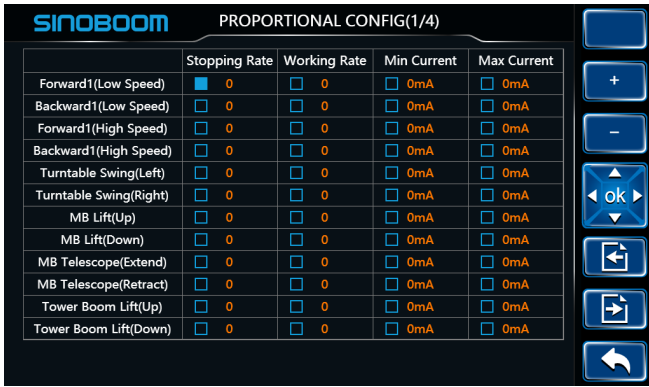 SINOBOOM PROPORTIONAL CONFIG(1/4)
Stopping Rate Working Rate Min Current Max Current
Forward1(Low Speed) 0 0 0mA 0mA
Backward1(Low Speed) 0 0 0mA 0mA
Forward1(High Speed) 0 0 0mA 0mA
Backward1(High Speed) 0 0 0mA 0mA
Turntable Swing(Left) 0 0 0mA 0mA
Turntable Swing(Right) 0 0 0mA 0mA
MB Lift(Up) 0 0 0mA 0mA
MB Lift(Down) 0 0 0mA 0mA
MB Telescope(Extend) 0 0 0mA 0mA
MB Telescope(Retract) 0 0 0mA 0mA
Tower Boom Lift(Up) 0 0 0mA 0mA
Tower Boom Lift(Down) 0 0 0mA 0mA
+
−
ok